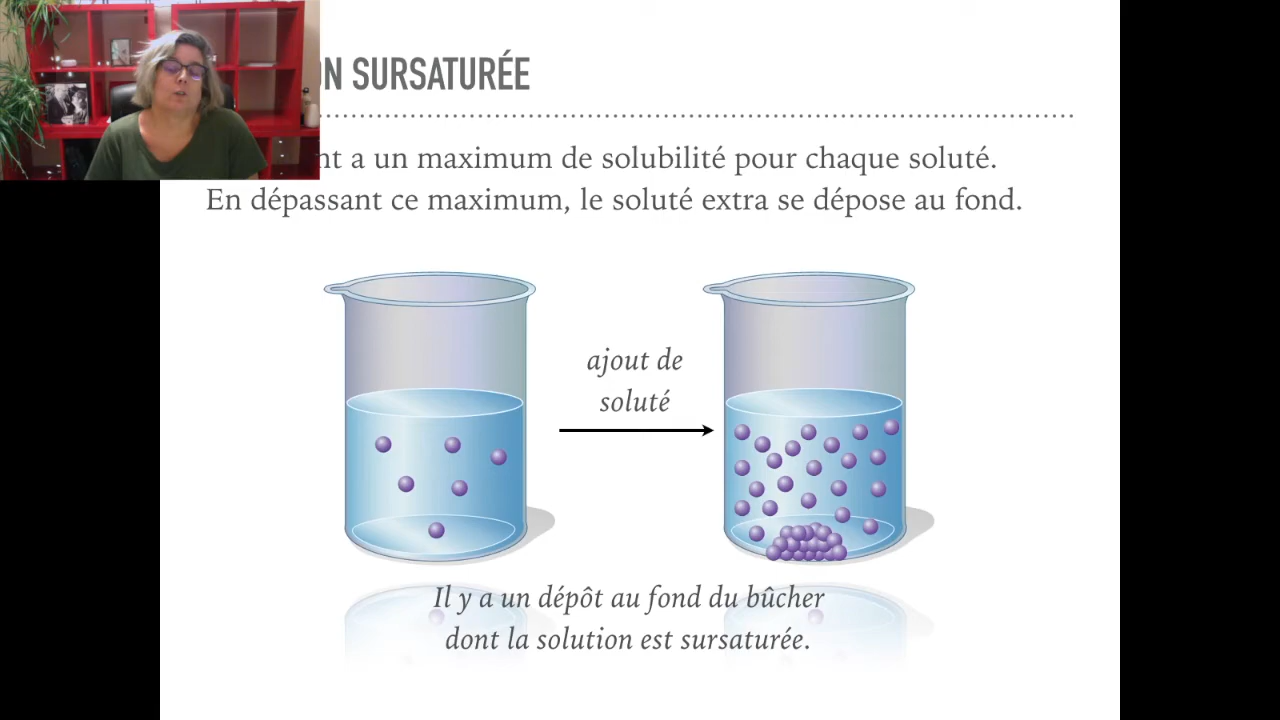 SURSATURÉE
a un maximum de solubilité pour chaque soluté.
En dépassant ce maximum, le soluté extra se dépose au fond.
ajout de
soluté
Il y a un dépôt au fond du bûcher
dont la solution est sursaturée.